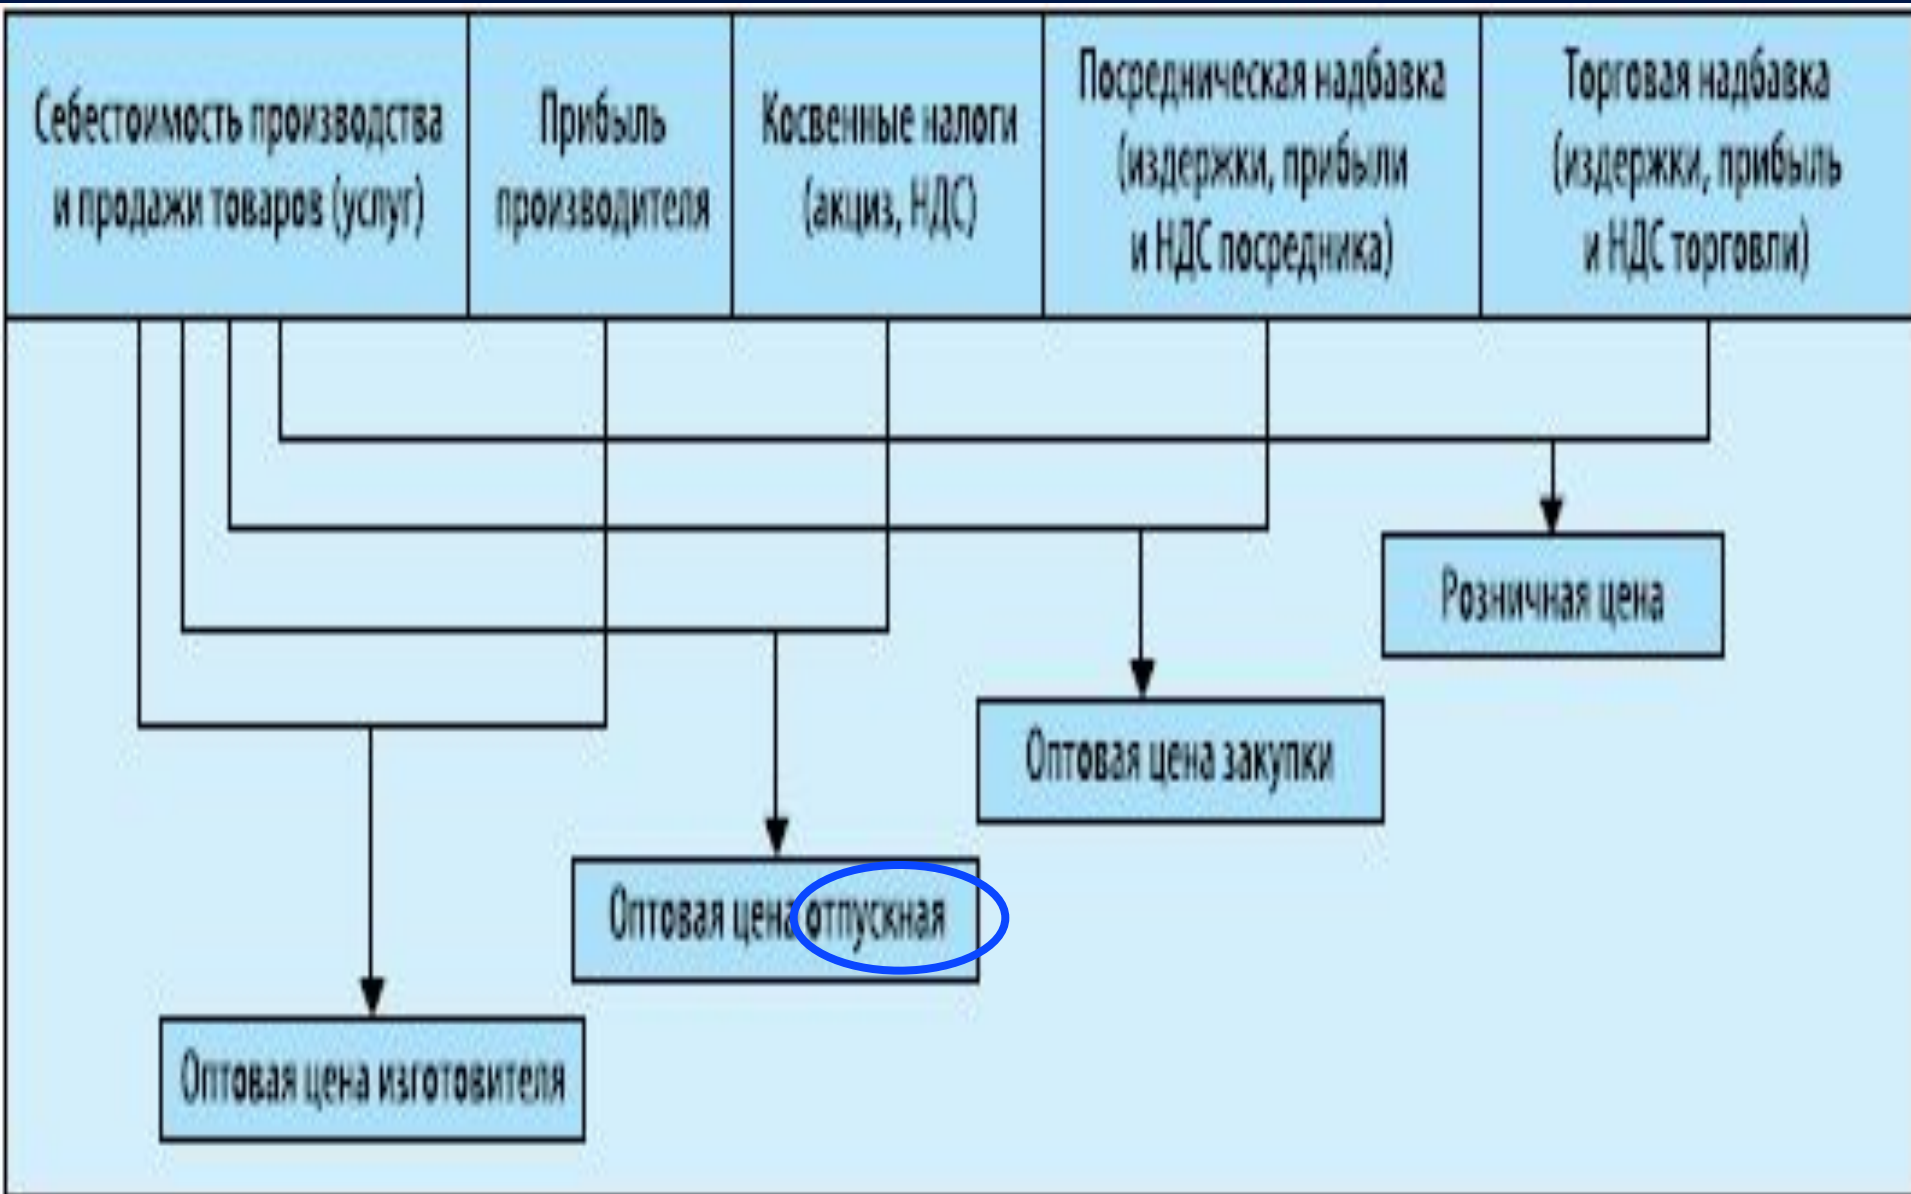 Себестоимость производства
и продажи товаров (услуг)
Прибыль
производителя
Косвенные налоги
(акциз, НДС)
Посредническая надбавка
(издержки, прибыли
и НДС посредника)
Торговая надбавка
(издержки, прибыль
и НДС торговли)
Розничная цена
Оптовая цена закупки
Оптовая цена отпускная
Оптовая цена изготовителя